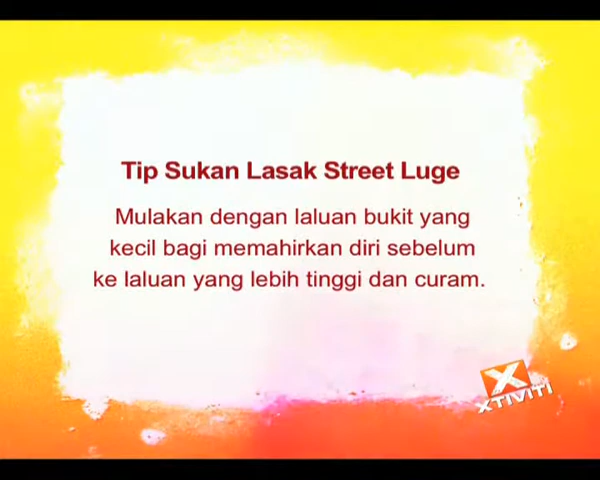 Tip Sukan Lasak Street Luge
Mulakan dengan laluan bukit yang
kecil bagi memahirkan diri sebelum
ke laluan yang lebih tinggi dan curam.
X
XTIVITI